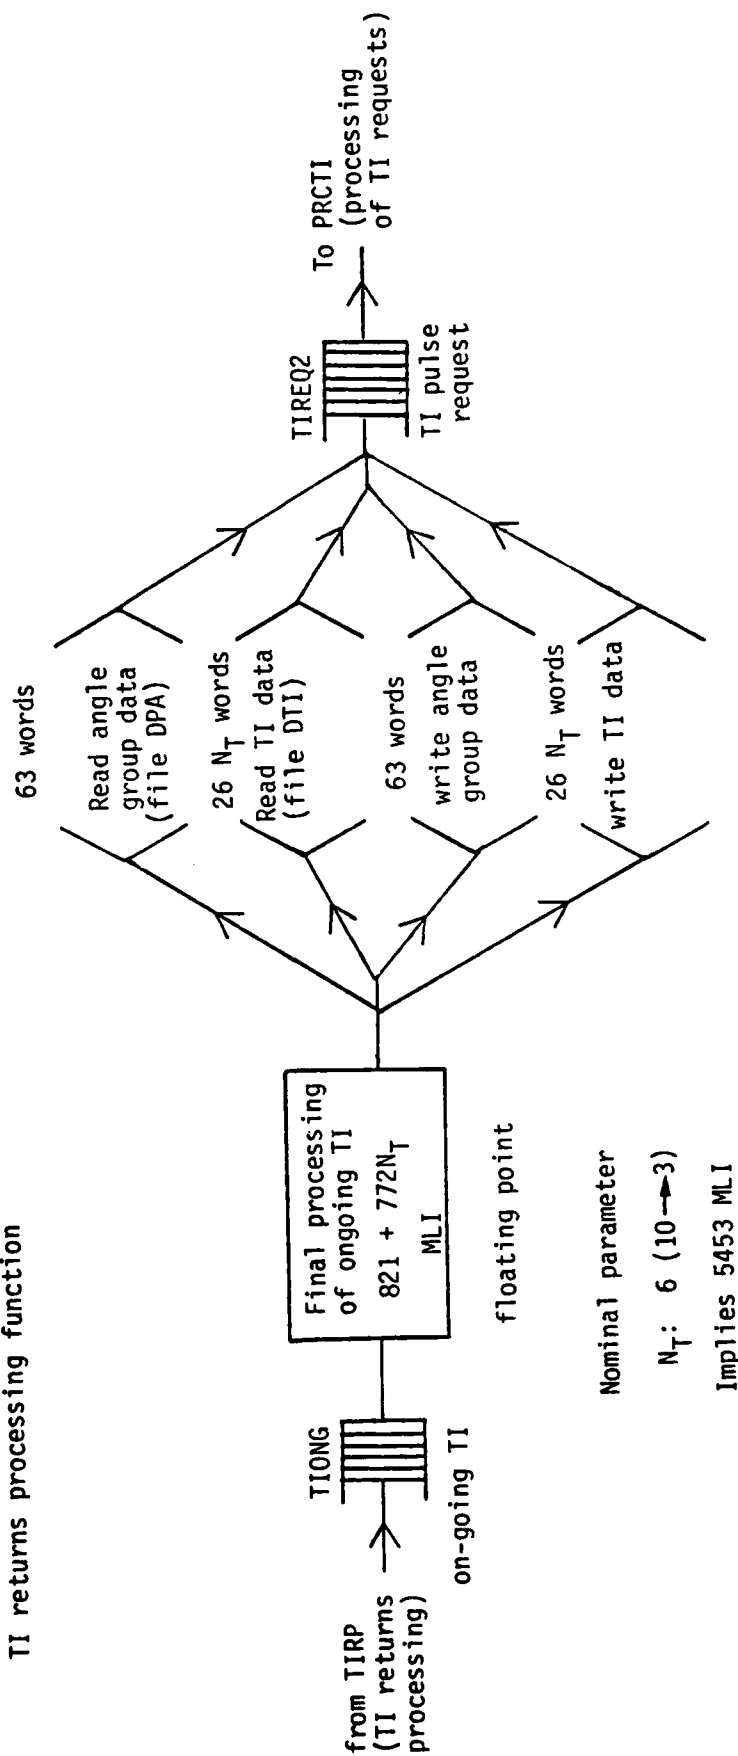 TI returns processing function
from TIRP
(TI returns
processing)
TIONG
on-going TI
Final processing
of ongoing TI
821 + 772N_T
MLI
floating point
Nominal parameter
N_T: 6 (10→3)
Implies 5453 MLI
63 words
Read angle
group data
(file DPA)
26 N_T words
Read TI data
(file DTI)
63 words
write angle
group data
26 N_T words
write TI data
TIREQ2
TI pulse
request
To PRCTI
(processing
of TI requests)